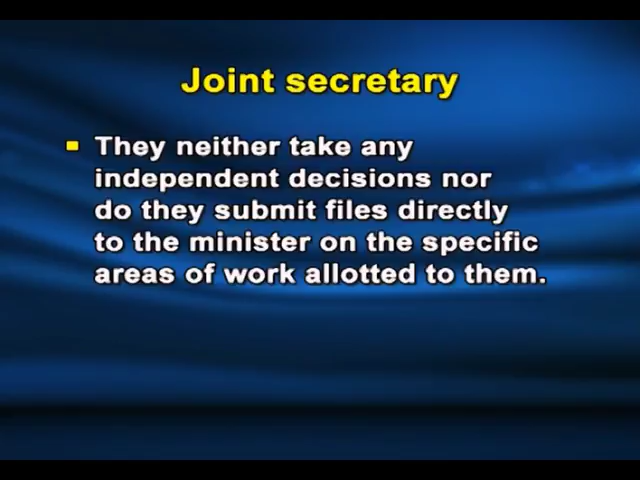 Joint secretary
They neither take any
independent decisions nor
do they submit files directly
to the minister on the specific
areas of work allotted to them.